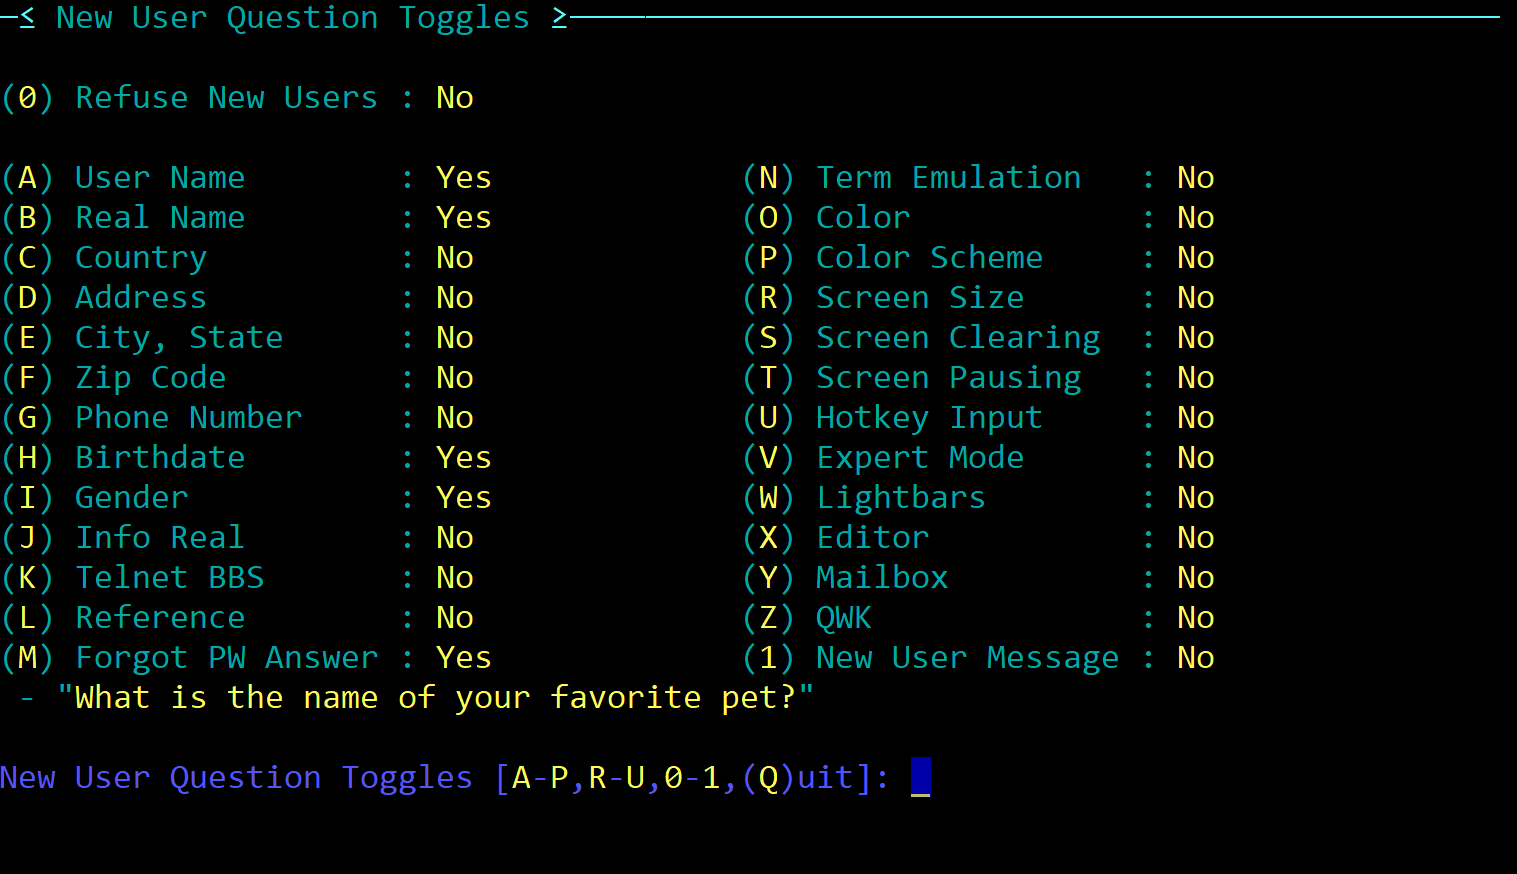 < New User Question Toggles >
(0) Refuse New Users : No
(A) User Name : Yes (N) Term Emulation : No
(B) Real Name : Yes (O) Color : No
(C) Country : No (P) Color Scheme : No
(D) Address : No (R) Screen Size : No
(E) City, State : No (S) Screen Clearing : No
(F) Zip Code : No (T) Screen Pausing : No
(G) Phone Number : No (U) Hotkey Input : No
(H) Birthdate : Yes (V) Expert Mode : No
(I) Gender : Yes (W) Lightbars : No
(J) Info Real : No (X) Editor : No
(K) Telnet BBS : No (Y) Mailbox : No
(L) Reference : No (Z) QWK : No
(M) Forgot PW Answer : Yes (1) New User Message : No
- "What is the name of your favorite pet?"
New User Question Toggles [A-P,R-U,0-1,(Q)uit]: